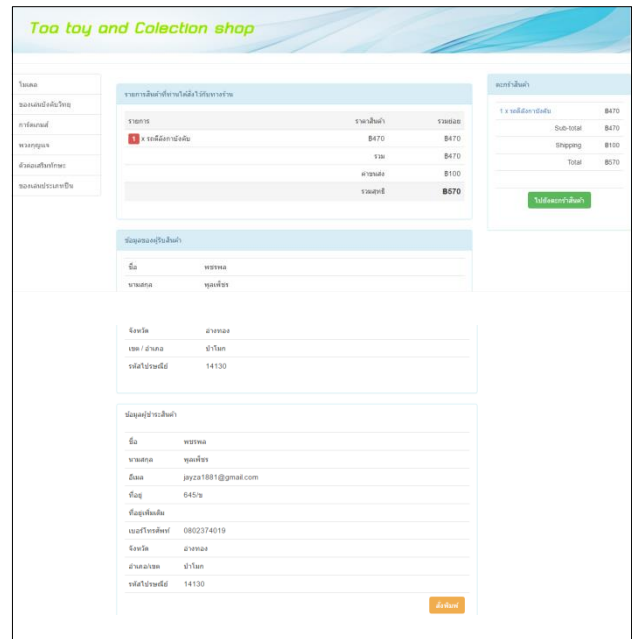 Too toy and Colection shop
โมเดล
ของเล่นบังคับวิทยุ
การ์ดเกมส์
พวงกุญแจ
ตัวต่อเสริมทักษะ
ของเล่นประเภทปืน
รายการสินค้าที่ท่านได้สั่งไว้กับทางร้าน
รายการ ราคาสินค้า รวมย่อย
1 x รถตีลังกาบังคับ ฿470 ฿470
รวม ฿470
ค่าขนส่ง ฿100
รวมสุทธิ ฿570
ตะกร้าสินค้า
1 x รถตีลังกาบังคับ ฿470
Sub-total ฿470
Shipping ฿100
Total ฿570
ไปยังตะกร้าสินค้า
ข้อมูลของผู้รับสินค้า
ชื่อ พชรพล
นามสกุล พูลเพ็ชร
จังหวัด อ่างทอง
เขต / อำเภอ ป่าโมก
รหัสไปรษณีย์ 14130
ข้อมูลผู้ชำระสินค้า
ชื่อ พชรพล
นามสกุล พูลเพ็ชร
อีเมล jayza1881@gmail.com
ที่อยู่ 645/ข
ที่อยู่เพิ่มเติม
เบอร์โทรศัพท์ 0802374019
จังหวัด อ่างทอง
อำเภอ/เขต ป่าโมก
รหัสไปรษณีย์ 14130
สั่งพิมพ์